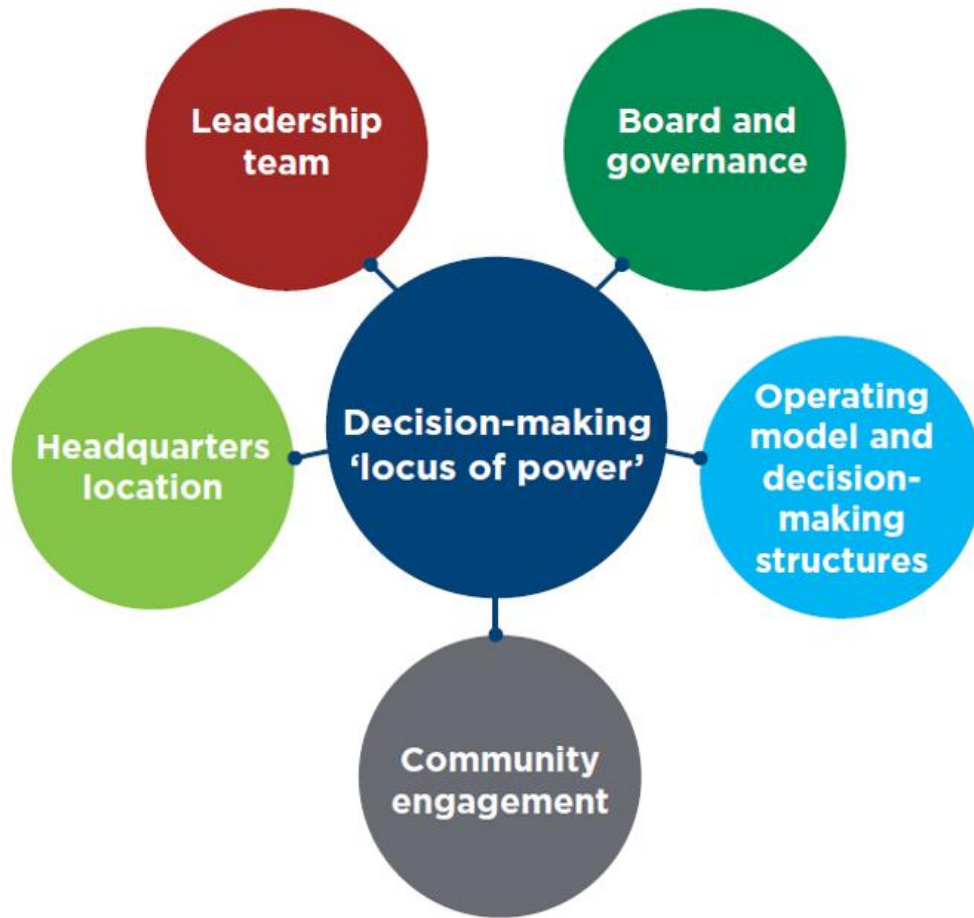 Leadership
team
Board and
governance
Decision-making
‘locus of power’
Headquarters
location
Operating
model and
decision-
making
structures
Community
engagement